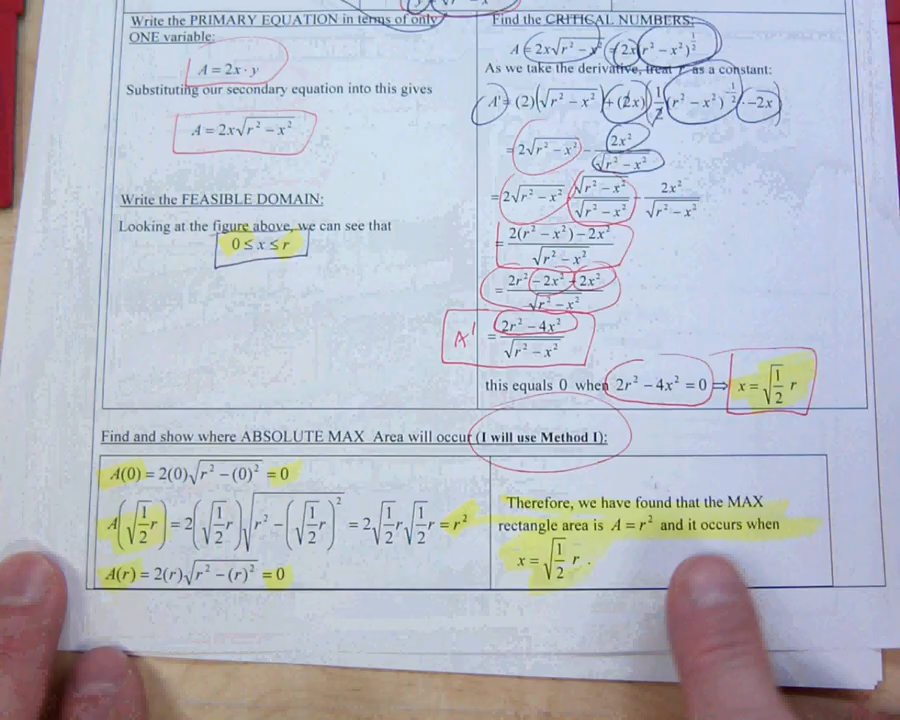 Write the PRIMARY EQUATION in terms of only
ONE variable:
A = 2x · y
Substituting our secondary equation into this gives
A = 2x√(r² − x²)
Write the FEASIBLE DOMAIN:
Looking at the figure above, we can see that
0 ≤ x ≤ r
Find the CRITICAL NUMBERS:
A = 2x√(r² − x²) = 2x(r² − x²)^(1/2)
As we take the derivative, treat r as a constant:
A' = (2)(√(r² − x²)) + (2x)(1/2 (r² − x²)^(−1/2) · −2x)
= 2√(r² − x²) − 2x²/√(r² − x²)
= 2√(r² − x²) √(r² − x²)/√(r² − x²) − 2x²/√(r² − x²)
= (2(r² − x²) − 2x²)/√(r² − x²)
= (2r² − 2x² − 2x²)/√(r² − x²)
A' = (2r² − 4x²)/√(r² − x²)
this equals 0 when 2r² − 4x² = 0 ⇒ x = √(1/2) r
Find and show where ABSOLUTE MAX Area will occur (I will use Method I):
A(0) = 2(0)√(r² − (0)²) = 0
A(√(1/2) r) = 2(√(1/2) r)√(r² − (√(1/2) r)²) = 2√(1/2) r√(1/2) r = r²
A(r) = 2(r)√(r² − (r)²) = 0
Therefore, we have found that the MAX
rectangle area is A = r² and it occurs when
x = √(1/2) r .